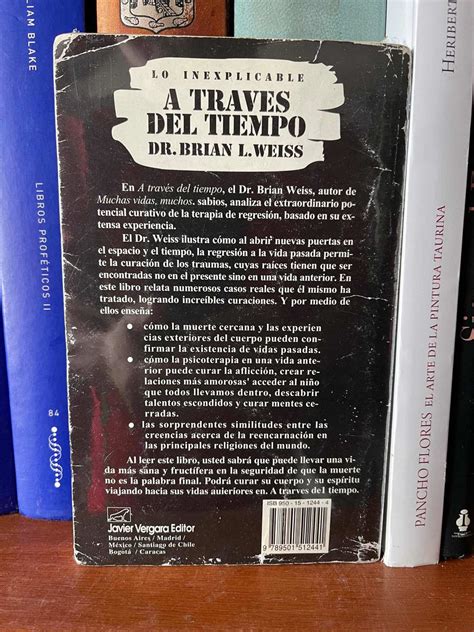 LO INEXPLICABLE
A TRAVES
DEL TIEMPO
DR. BRIAN L. WEISS
En A través del tiempo, el Dr. Brian Weiss, autor de
Muchas vidas, muchos. sabios, analiza el extraordinario po-
tencial curativo de la terapia de regresión, basado en su ex-
tensa experiencia.
El Dr. Weiss ilustra cómo al abrir nuevas puertas en
el espacio y el tiempo, la regresión a la vida pasada permi-
te la curación de los traumas, cuyas raíces tienen que ser
encontradas no en el presente sino en una vida anterior. En
este libro relata numerosos casos reales que él mismo ha
tratado, logrando increíbles curaciones. Y por medio de
ellos enseña:
• cómo la muerte cercana y las experien
cias exteriores del cuerpo pueden con-
firmar la existencia de vidas pasadas.
• cómo la psicoterapia en una vida ante-
rior puede curar la aflicción, crear re-
laciones más amorosas' acceder al niño
que todos llevamos dentro, descubrir
talentos escondidos y curar mentes ce-
rradas.
• las sorprendentes similitudes entre las
creencias acerca de la reencarnación en
las principales religiones del mundo.
Al leer este libro, usted sabrá que puede llevar una vi-
da más sana y fructífera en la seguridad de que la muerte
no es la palabra final. Podrá curar su cuerpo y su espíritu
viajando hacia sus vidas auieriores en. A trarves de1 tiempo.
Javier Vergara Editor
Buenos Aires / Madrid /
México / Santiago de Chile
Bogotá / Caracas
ISB 950 - 15 - 1244 - 4
9 789501 512441
LIAM BLAKE
LIBROS PROFÉTICOS II
84
HERIBERT
PANCHO FLORES EL ARTE DE LA PINTURA TAURINA